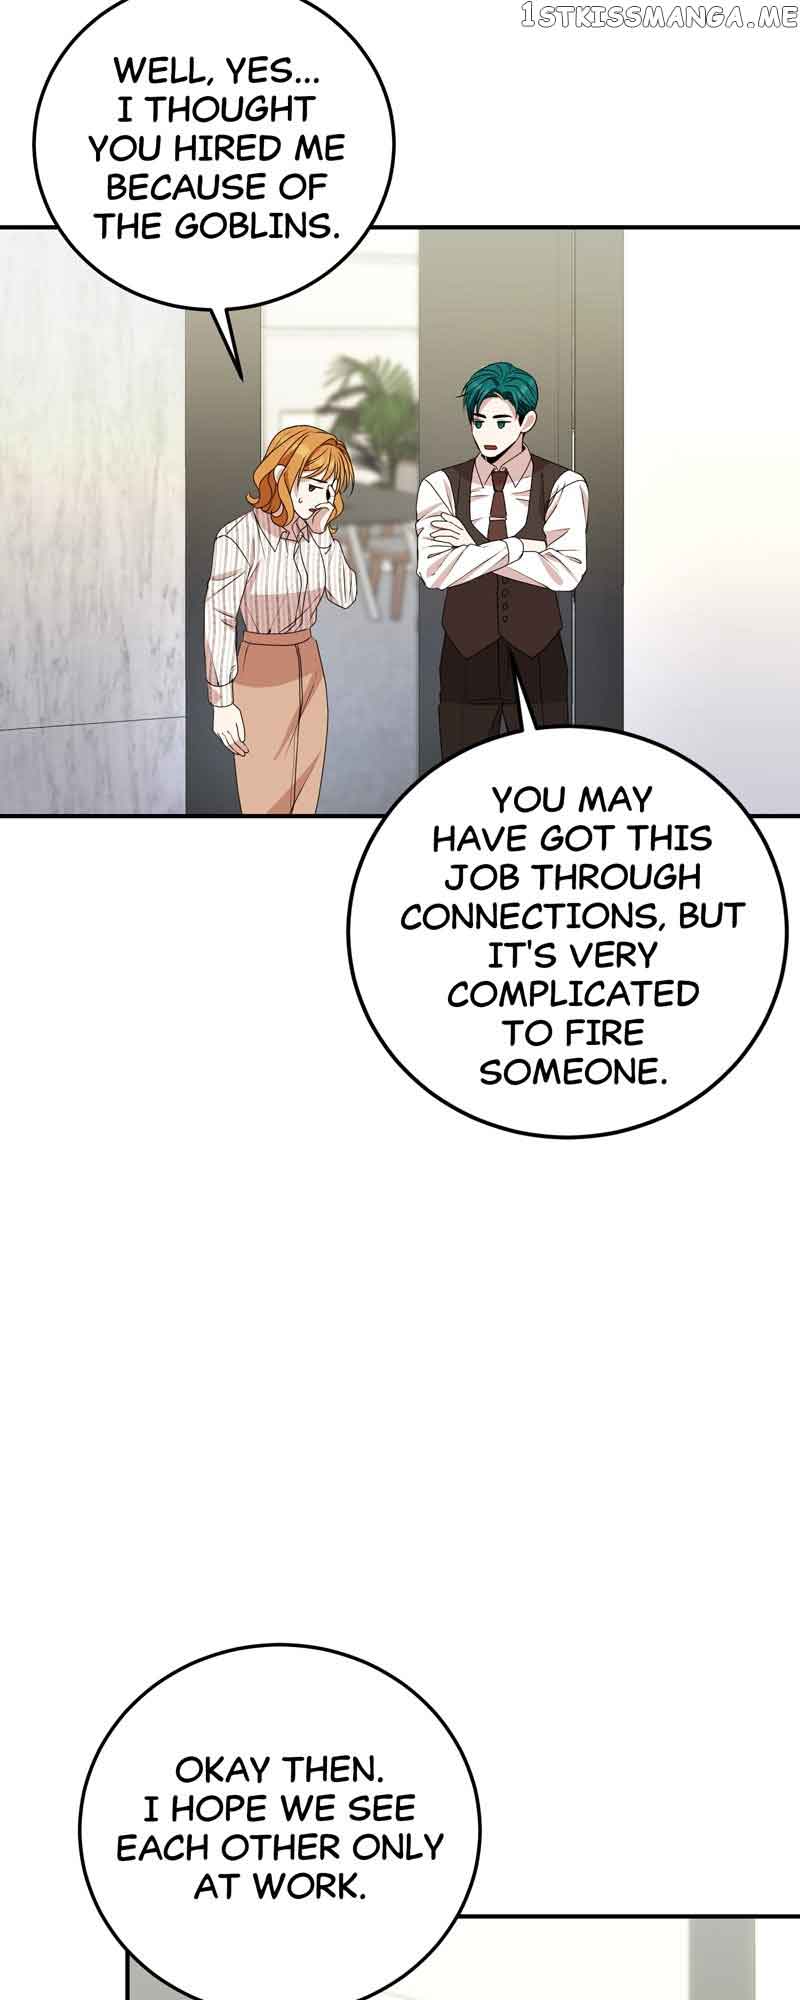 1STKISSMANGA.ME
WELL, YES...
I THOUGHT
YOU HIRED ME
BECAUSE OF
THE GOBLINS.
YOU MAY
HAVE GOT THIS
JOB THROUGH
CONNECTIONS, BUT
IT'S VERY
COMPLICATED
TO FIRE
SOMEONE.
OKAY THEN.
I HOPE WE SEE
EACH OTHER ONLY
AT WORK.